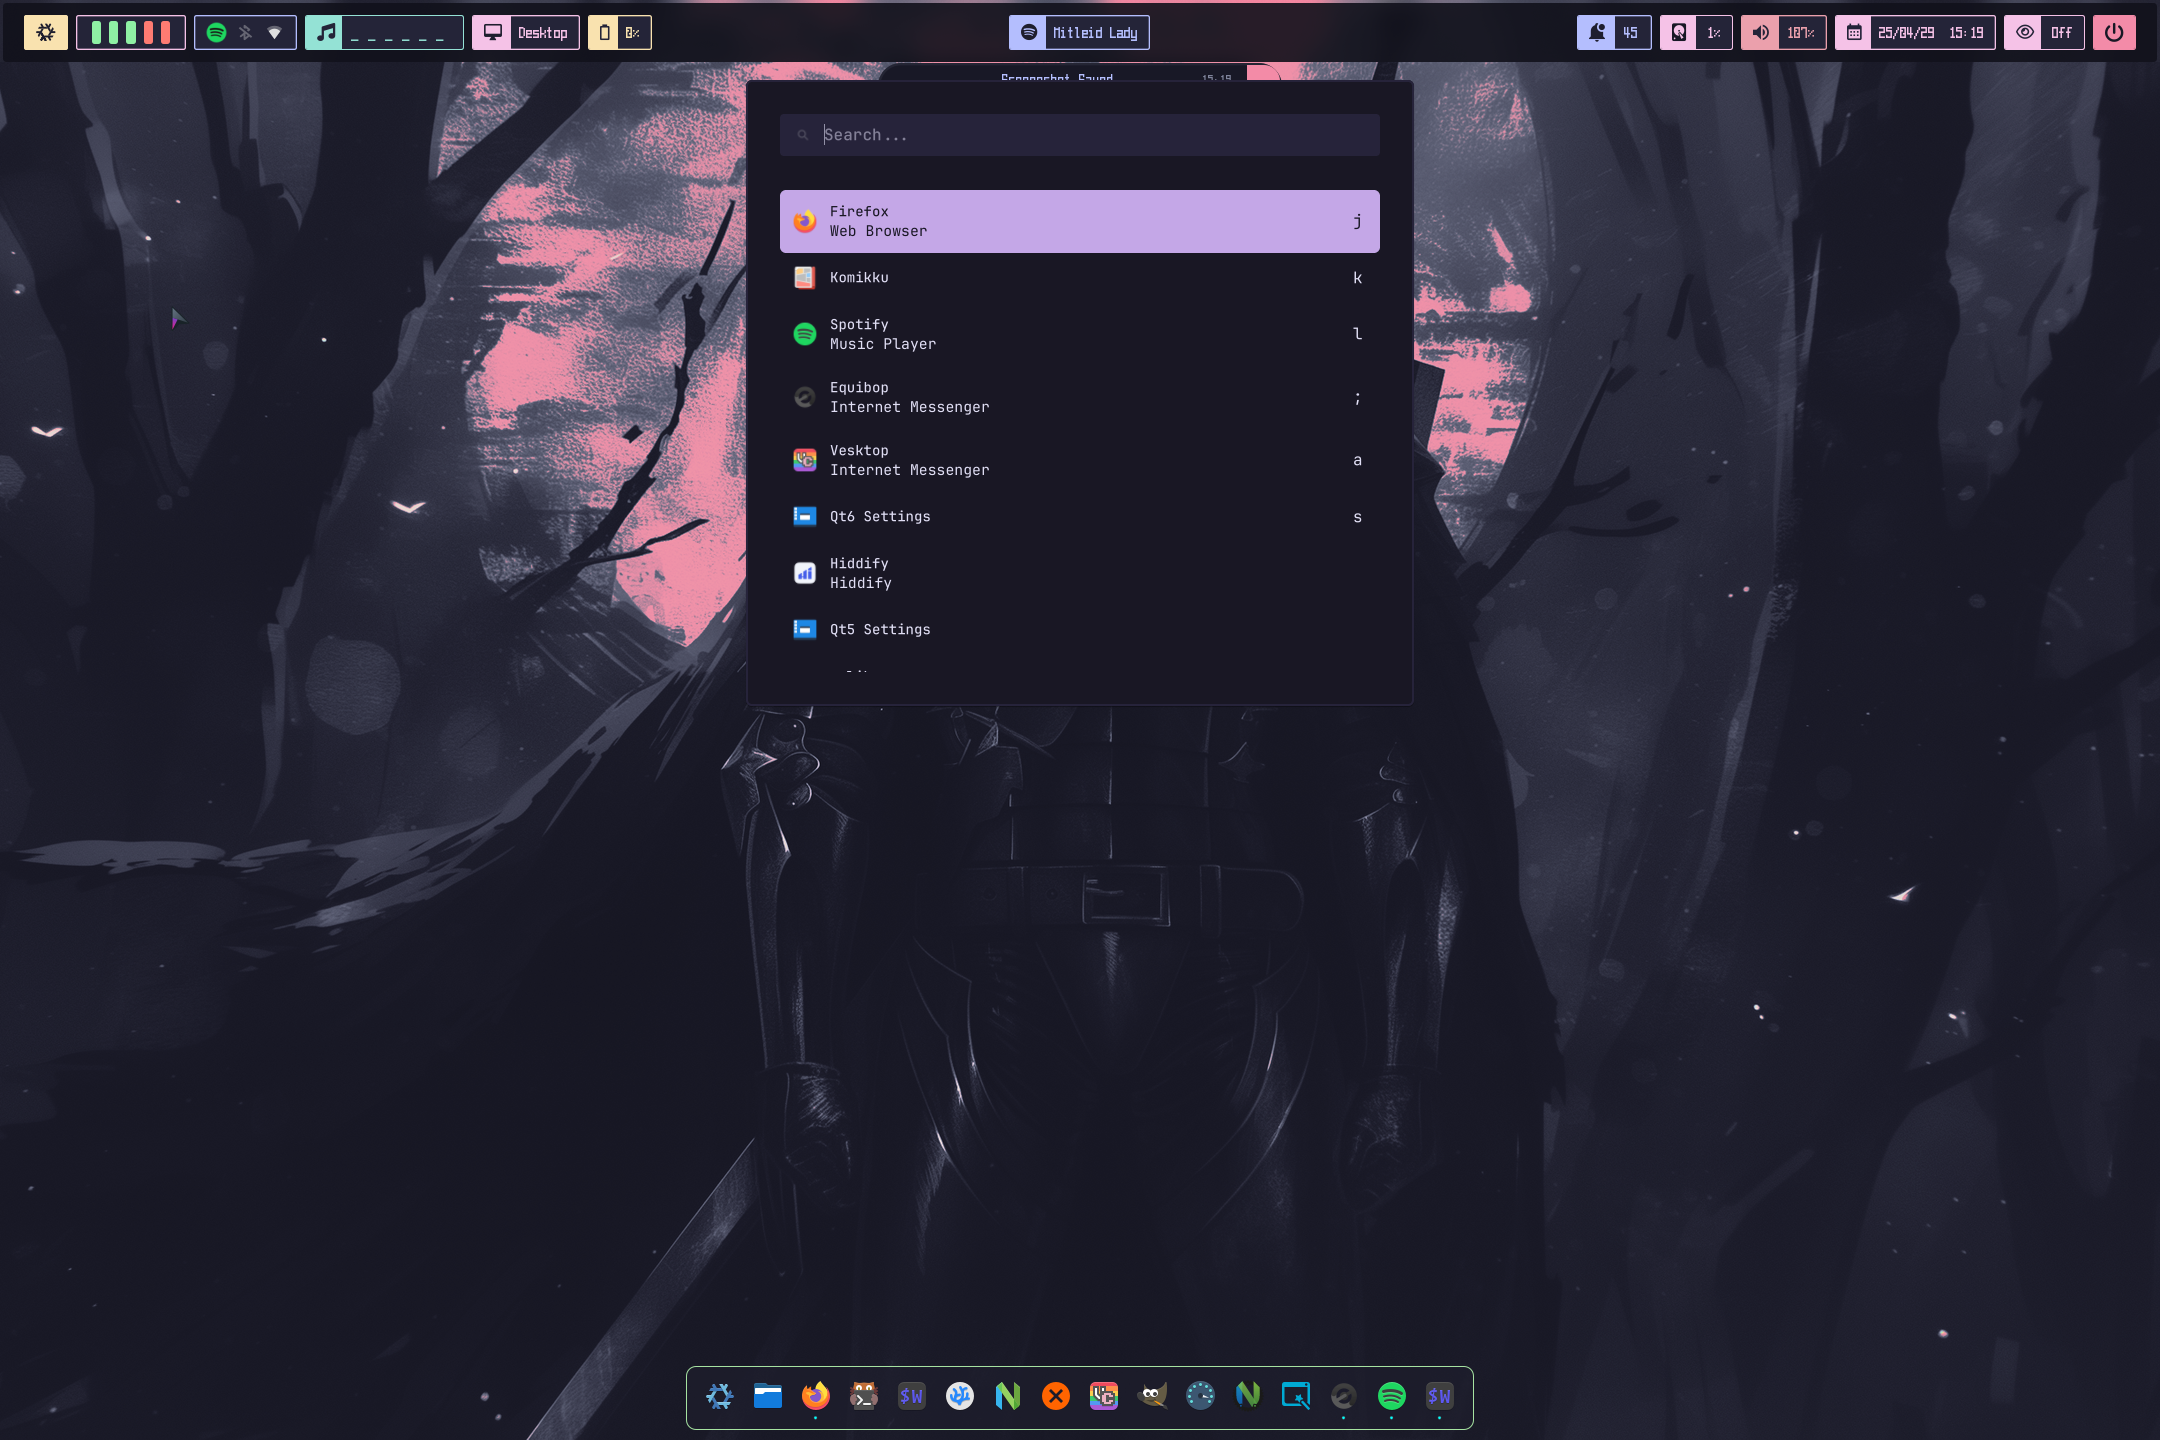 Desktop
0%
Mitleid Lady
45
1%
107%
25/04/29 15:19
Off
Screenshot Saved
15:19
Search...
Firefox
Web Browser
j
Komikku
k
Spotify
Music Player
l
Equibop
Internet Messenger
;
Vesktop
Internet Messenger
a
Qt6 Settings
s
Hiddify
Hiddify
Qt5 Settings
$W
$W